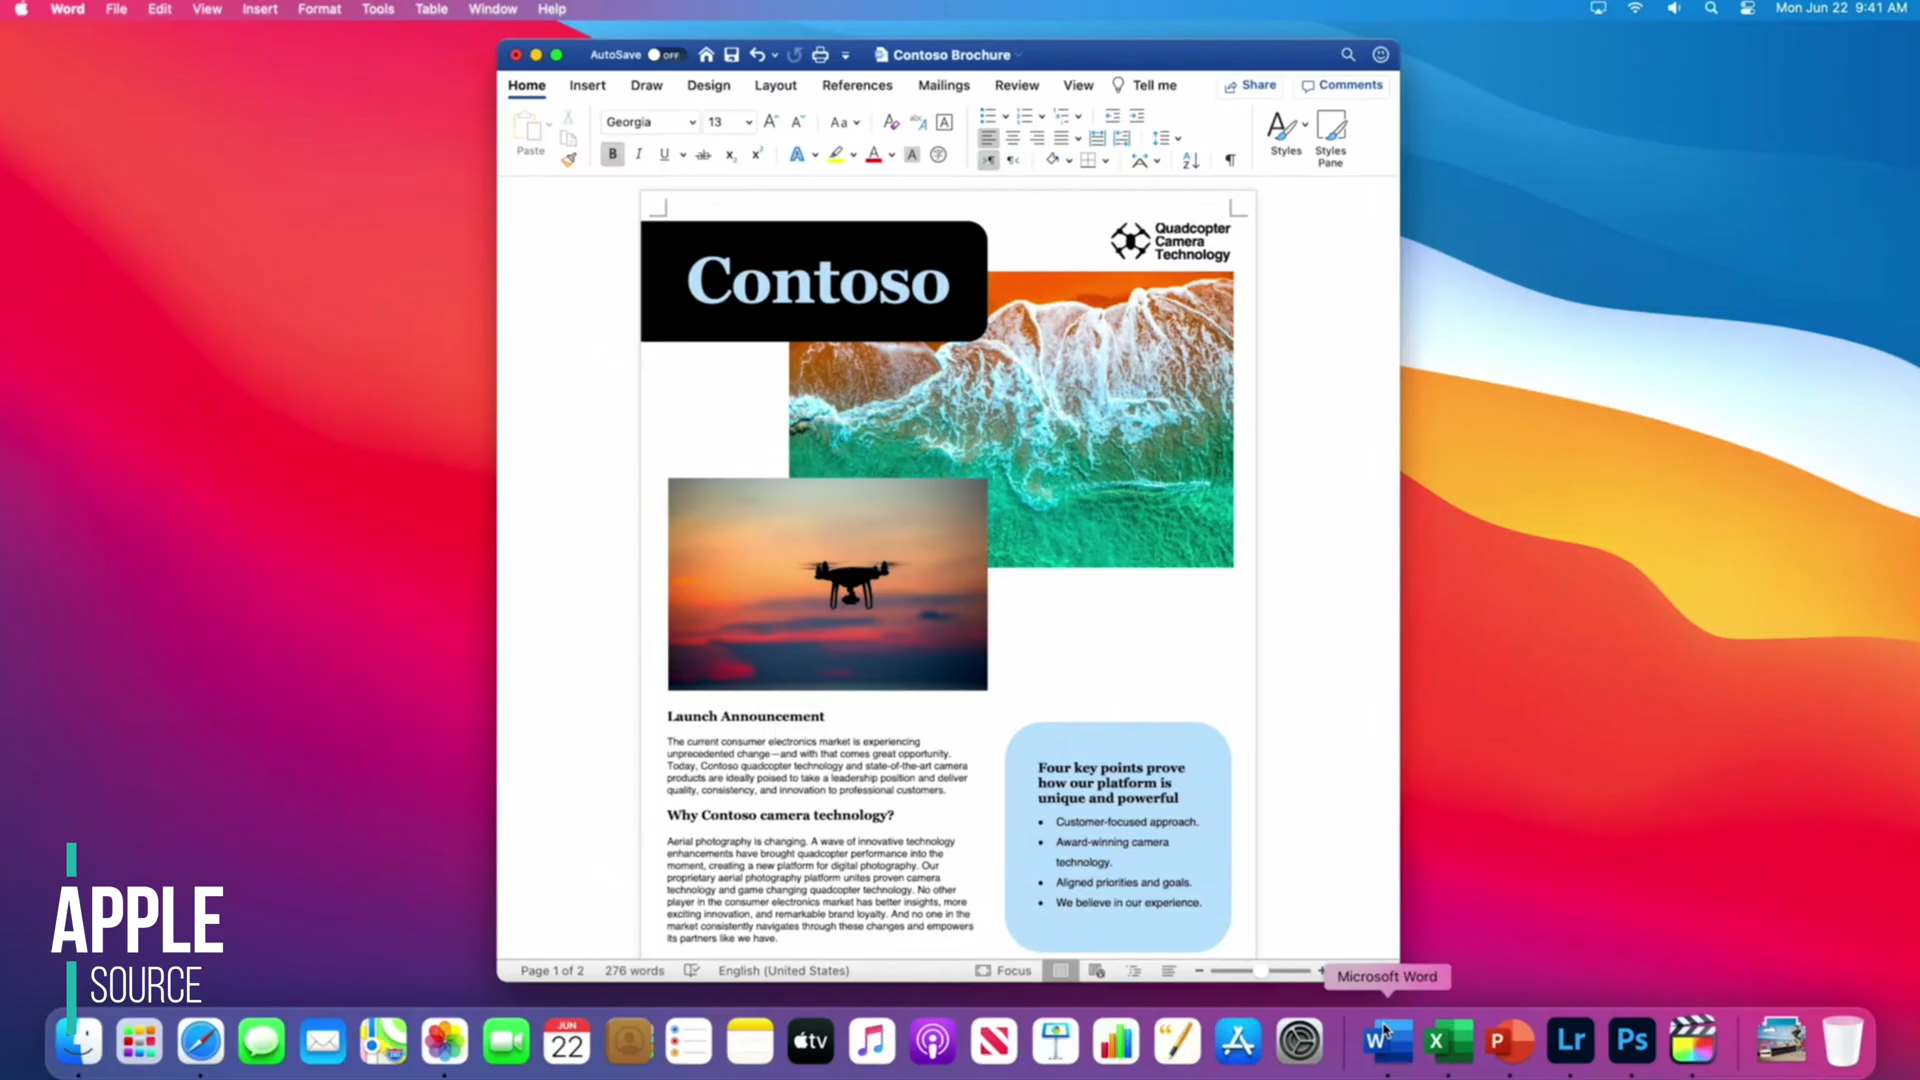 Word File Edit View Insert Format Tools Table Window Help
Mon Jun 22 9:41 AM
AutoSave OFF
Contoso Brochure
Home Insert Draw Design Layout References Mailings Review View Tell me
Share Comments
Paste
Georgia
13
Aa
B I U ab x₂ x²
A
Styles
Styles
Pane
Contoso
Quadcopter
Camera
Technology
Launch Announcement
The current consumer electronics market is experiencing
unprecedented change—and with that comes great opportunity.
Today, Contoso quadcopter technology and state-of-the-art camera
products are ideally poised to take a leadership position and deliver
quality, consistency, and innovation to professional customers.
Why Contoso camera technology?
Aerial photography is changing. A wave of innovative technology
enhancements have brought quadcopter performance into the
moment, creating a new platform for digital photography. Our
proprietary aerial photography platform unites proven camera
technology and game changing quadcopter technology. No other
player in the consumer electronics market has better insights, more
exciting innovation, and remarkable brand loyalty. And no one in the
market consistently navigates through these changes and empowers
its partners like we have.
Four key points prove
how our platform is
unique and powerful
• Customer-focused approach.
• Award-winning camera
technology.
• Aligned priorities and goals.
• We believe in our experience.
Page 1 of 2 276 words English (United States)
Focus
Microsoft Word
APPLE
SOURCE
JUN
22
tv
W
X
P
Lr
Ps